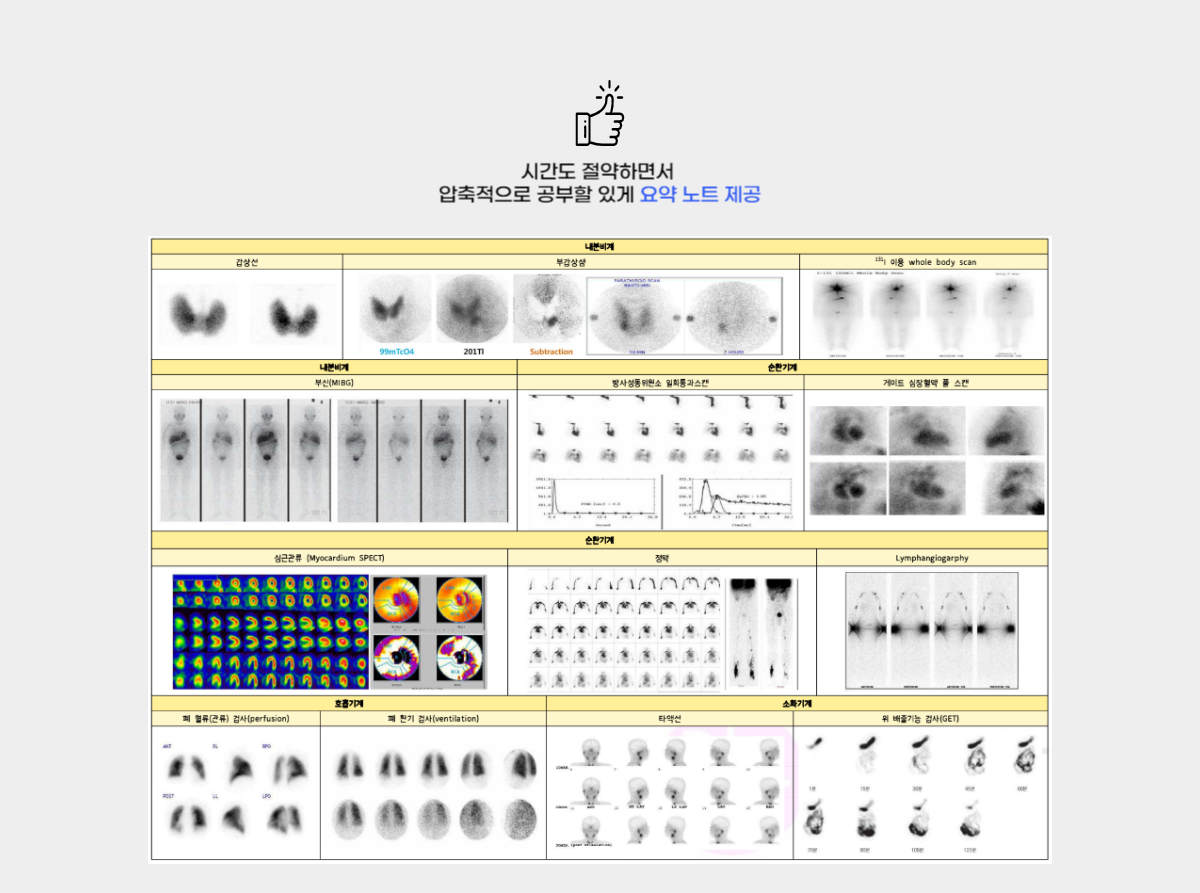 시간도 절약하면서
압축적으로 공부할 있게 요약 노트 제공
내분비계
갑상선
부갑상샘
131I 이용 whole body scan
PARATHYROID SCAN
99mTcO4
201Tl
Subtraction
10 MIN
2 HOURS
내분비계
순환기계
부신(MIBG)
방사성동위원소 일회통과스캔
게이트 심장혈액 풀 스캔
순환기계
심근관류 (Myocardium SPECT)
정맥
Lymphangiogarphy
호흡기계
소화기계
폐 혈류(관류) 검사(perfusion)
폐 환기 검사(ventilation)
타액선
위 배출기능 검사(GET)
ANT
RL
RPO
POST
LL
LPO
1분
15분
30분
45분
60분
75분
90분
105분